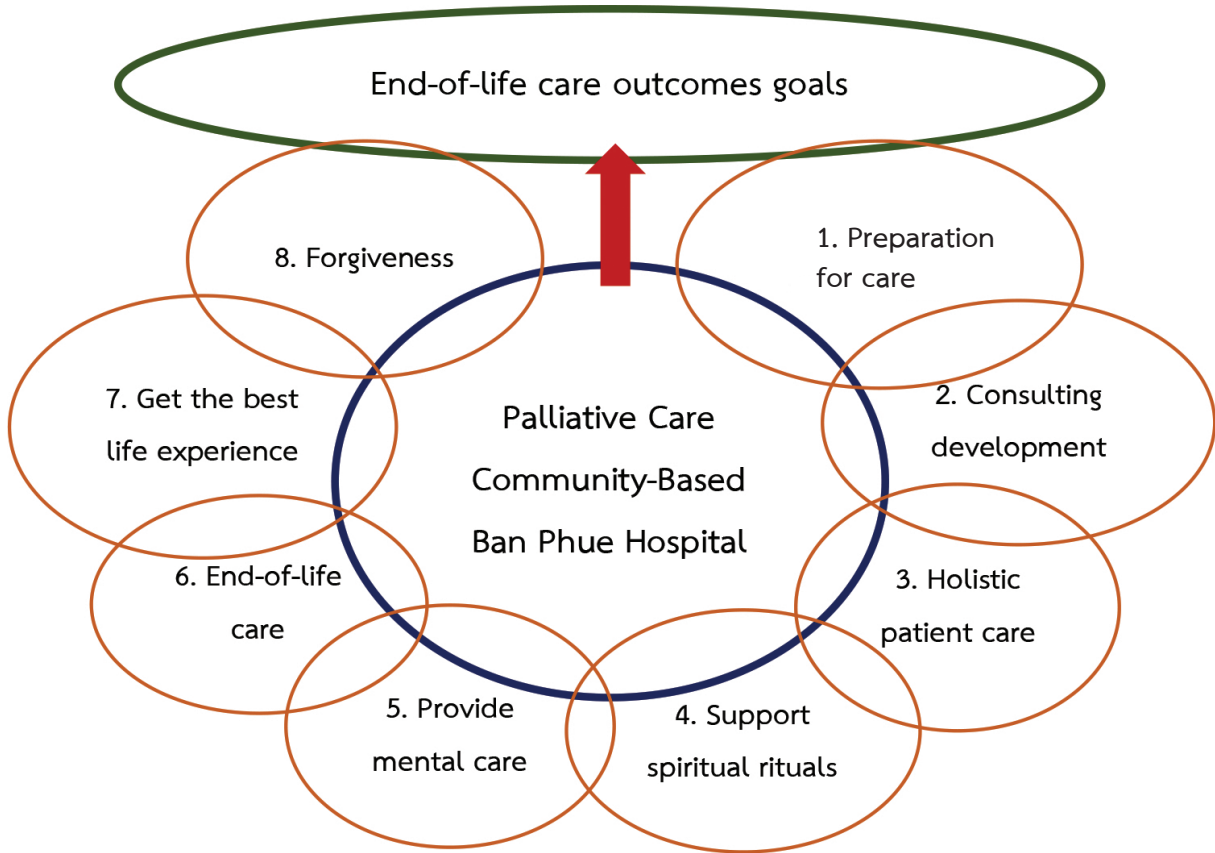 End-of-life care outcomes goals
1. Preparation
for care
2. Consulting
development
3. Holistic
patient care
4. Support
spiritual rituals
5. Provide
mental care
6. End-of-life
care
7. Get the best
life experience
8. Forgiveness
Palliative Care
Community-Based
Ban Phue Hospital